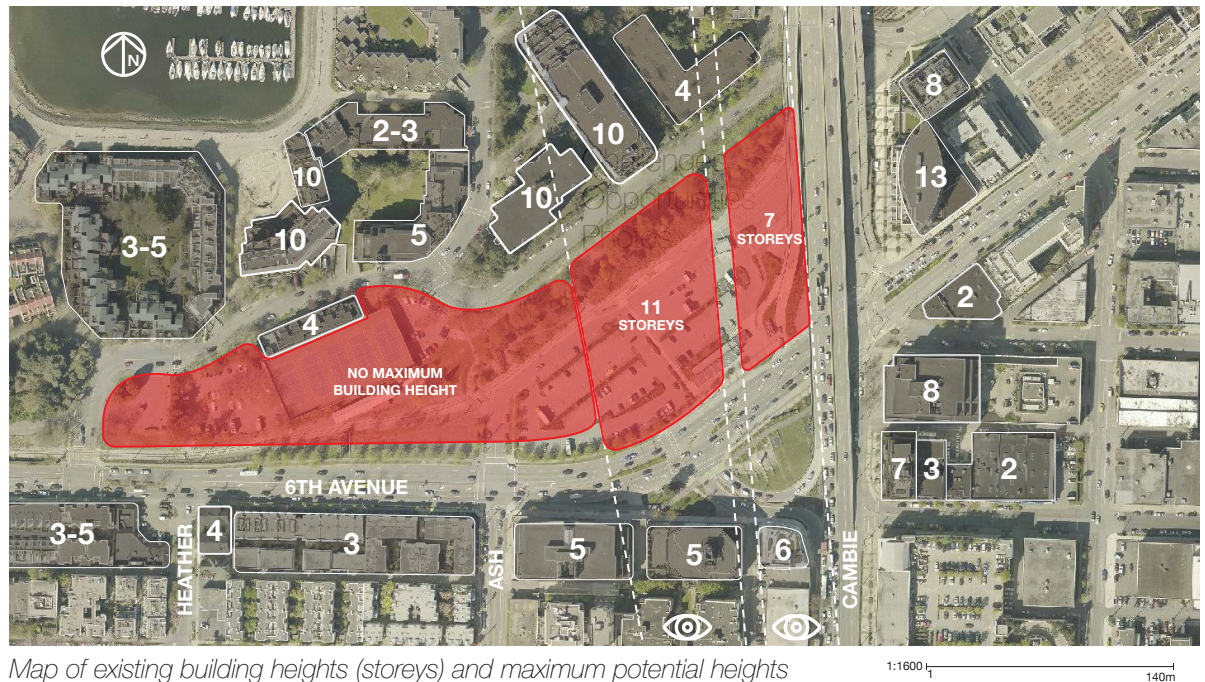 N
8
2-3
4
10
10
13
10
3-5
10
5
7
STOREYS
Opportunities
11
STOREYS
2
4
NO MAXIMUM
BUILDING HEIGHT
8
7
3
2
6TH AVENUE
3-5
4
3
5
5
6
HEATHER
ASH
CAMBIE
Map of existing building heights (storeys) and maximum potential heights
1:1600
1
140m